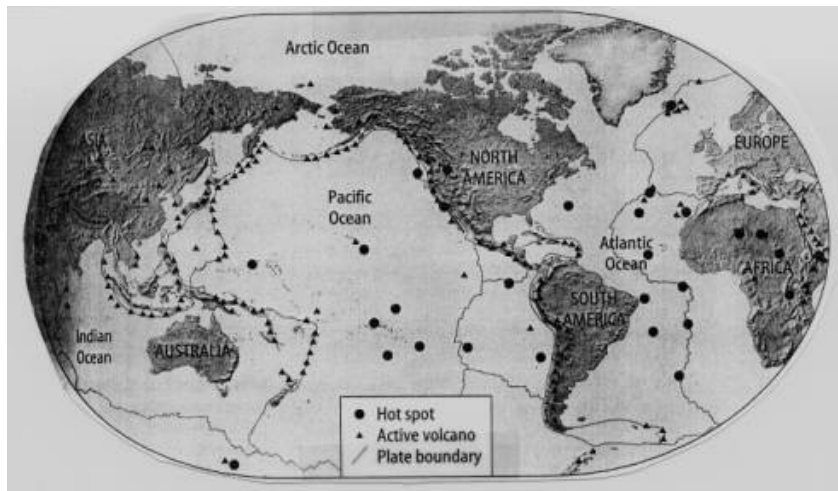 Arctic Ocean
ASIA
NORTH
AMERICA
EUROPE
Pacific
Ocean
Atlantic
Ocean
AFRICA
SOUTH
AMERICA
Indian
Ocean
AUSTRALIA
Hot spot
Active volcano
Plate boundary